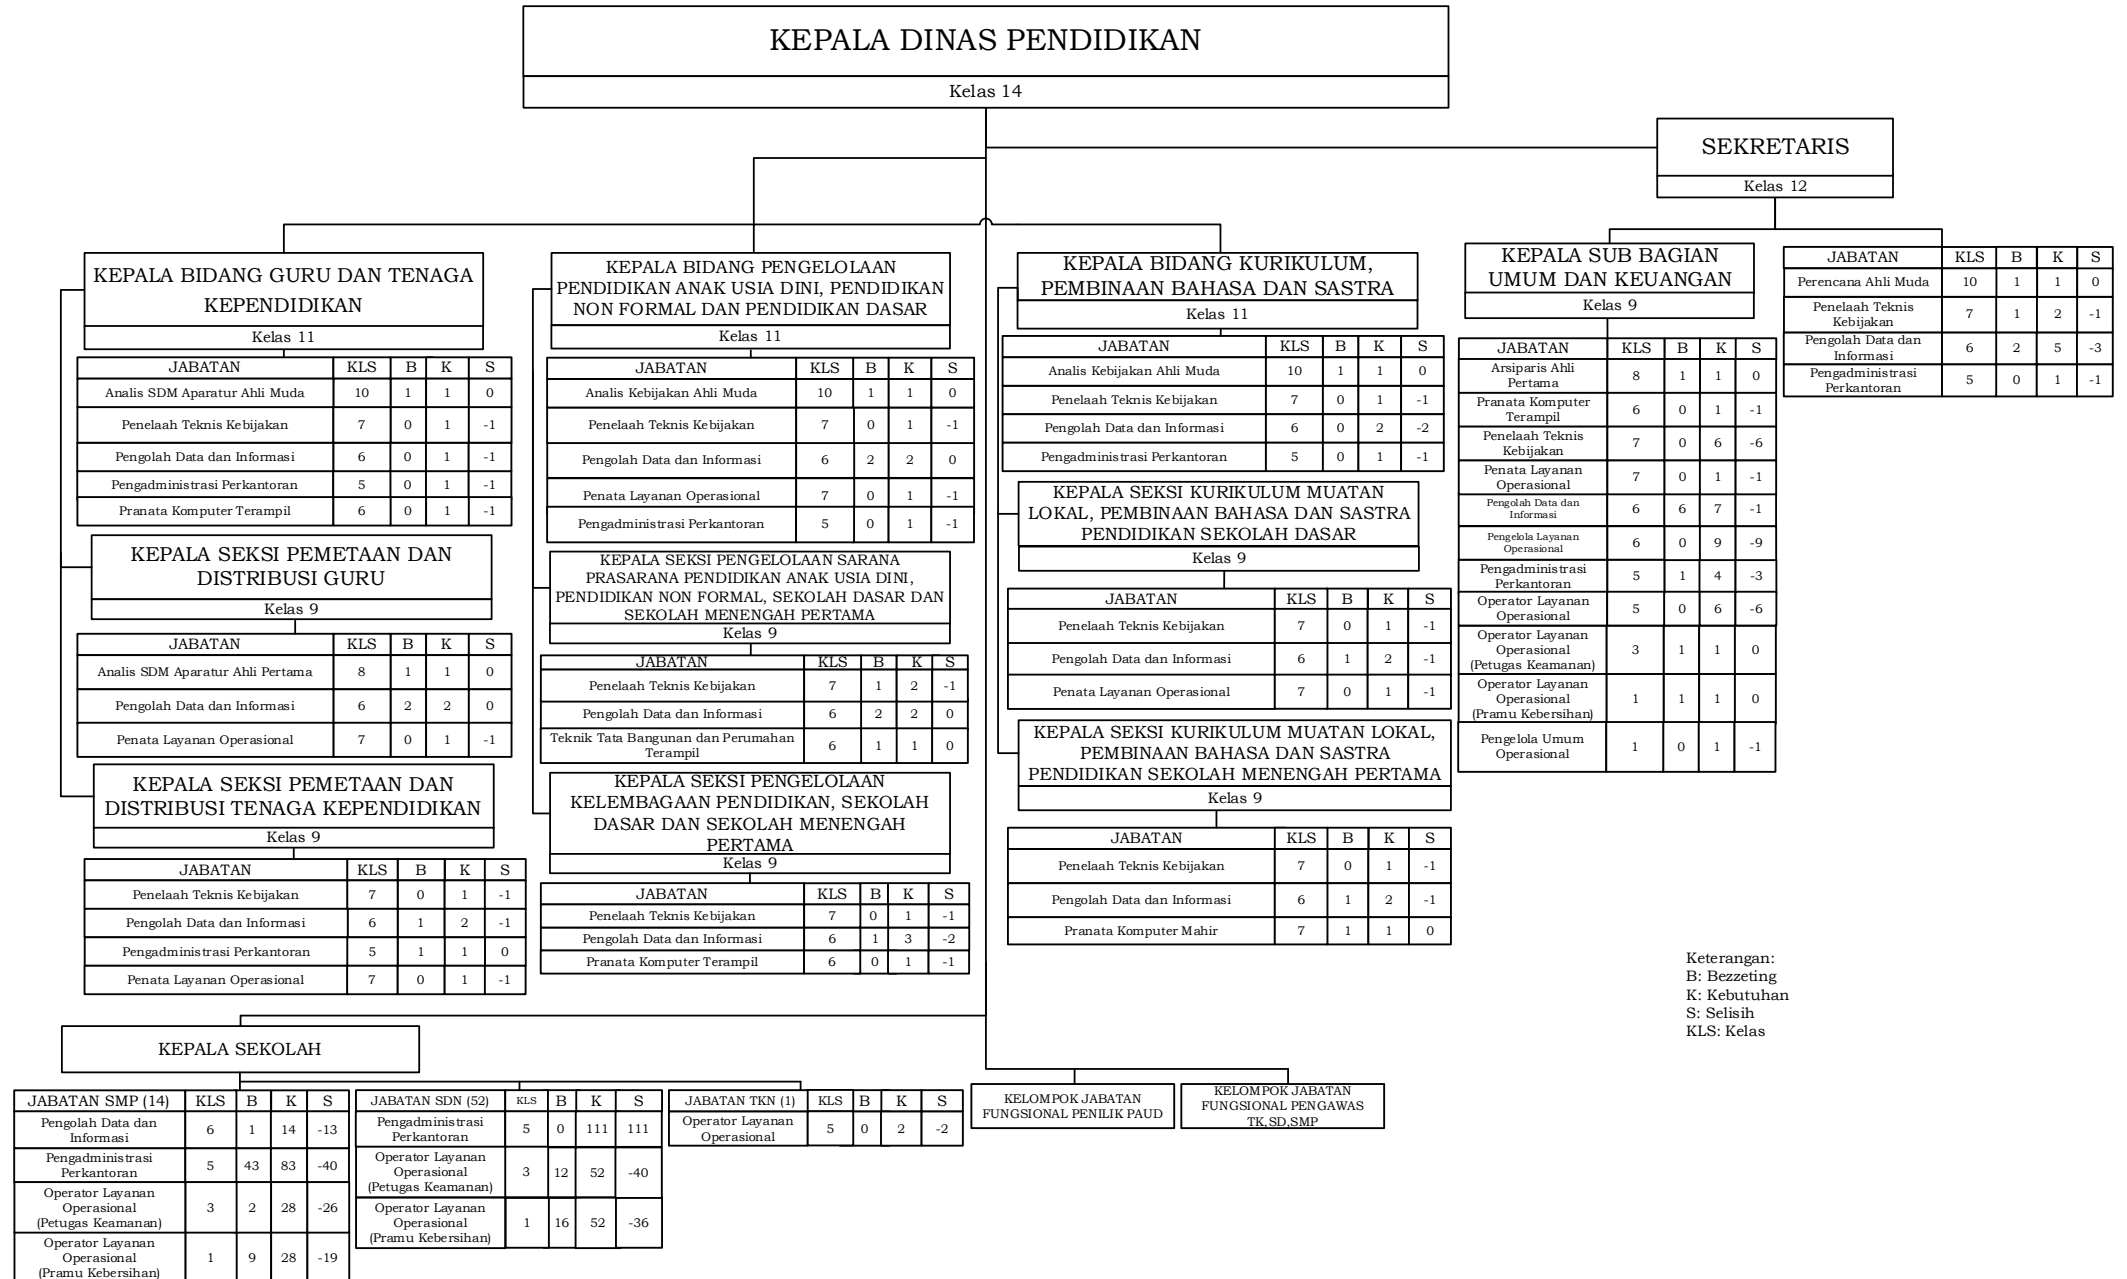 KEPALA DINAS PENDIDIKAN
Kelas 14
SEKRETARIS
Kelas 12
KEPALA BIDANG GURU DAN TENAGA
KEPENDIDIKAN
Kelas 11
JABATAN KLS B K S
Analis SDM Aparatur Ahli Muda 10 1 1 0
Penelaah Teknis Kebijakan 7 0 1 -1
Pengolah Data dan Informasi 6 0 1 -1
Pengadministrasi Perkantoran 5 0 1 -1
Pranata Komputer Terampil 6 0 1 -1
KEPALA SEKSI PEMETAAN DAN
DISTRIBUSI GURU
Kelas 9
JABATAN KLS B K S
Analis SDM Aparatur Ahli Pertama 8 1 1 0
Pengolah Data dan Informasi 6 2 2 0
Penata Layanan Operasional 7 0 1 -1
KEPALA SEKSI PEMETAAN DAN
DISTRIBUSI TENAGA KEPENDIDIKAN
Kelas 9
JABATAN KLS B K S
Penelaah Teknis Kebijakan 7 0 1 -1
Pengolah Data dan Informasi 6 1 2 -1
Pengadministrasi Perkantoran 5 1 1 0
Penata Layanan Operasional 7 0 1 -1
KEPALA BIDANG PENGELOLAAN
PENDIDIKAN ANAK USIA DINI, PENDIDIKAN
NON FORMAL DAN PENDIDIKAN DASAR
Kelas 11
JABATAN KLS B K S
Analis Kebijakan Ahli Muda 10 1 1 0
Penelaah Teknis Kebijakan 7 0 1 -1
Pengolah Data dan Informasi 6 2 2 0
Penata Layanan Operasional 7 0 1 -1
Pengadministrasi Perkantoran 5 0 1 -1
KEPALA SEKSI PENGELOLAAN SARANA
PRASARANA PENDIDIKAN ANAK USIA DINI,
PENDIDIKAN NON FORMAL, SEKOLAH DASAR DAN
SEKOLAH MENENGAH PERTAMA
Kelas 9
JABATAN KLS B K S
Penelaah Teknis Kebijakan 7 1 2 -1
Pengolah Data dan Informasi 6 2 2 0
Teknik Tata Bangunan dan Perumahan
Terampil 6 1 1 0
KEPALA SEKSI PENGELOLAAN
KELEMBAGAAN PENDIDIKAN, SEKOLAH
DASAR DAN SEKOLAH MENENGAH
PERTAMA
Kelas 9
JABATAN KLS B K S
Penelaah Teknis Kebijakan 7 0 1 -1
Pengolah Data dan Informasi 6 1 3 -2
Pranata Komputer Terampil 6 0 1 -1
KEPALA BIDANG KURIKULUM,
PEMBINAAN BAHASA DAN SASTRA
Kelas 11
JABATAN KLS B K S
Analis Kebijakan Ahli Muda 10 1 1 0
Penelaah Teknis Kebijakan 7 0 1 -1
Pengolah Data dan Informasi 6 0 2 -2
Pengadministrasi Perkantoran 5 0 1 -1
KEPALA SEKSI KURIKULUM MUATAN
LOKAL, PEMBINAAN BAHASA DAN SASTRA
PENDIDIKAN SEKOLAH DASAR
Kelas 9
JABATAN KLS B K S
Penelaah Teknis Kebijakan 7 0 1 -1
Pengolah Data dan Informasi 6 1 2 -1
Penata Layanan Operasional 7 0 1 -1
KEPALA SEKSI KURIKULUM MUATAN LOKAL,
PEMBINAAN BAHASA DAN SASTRA
PENDIDIKAN SEKOLAH MENENGAH PERTAMA
Kelas 9
JABATAN KLS B K S
Penelaah Teknis Kebijakan 7 0 1 -1
Pengolah Data dan Informasi 6 1 2 -1
Pranata Komputer Mahir 7 1 1 0
KEPALA SUB BAGIAN
UMUM DAN KEUANGAN
Kelas 9
JABATAN KLS B K S
Arsiparis Ahli
Pertama 8 1 1 0
Pranata Komputer
Terampil 6 0 1 -1
Penelaah Teknis
Kebijakan 7 0 6 -6
Penata Layanan
Operasional 7 0 1 -1
Pengolah Data dan
Informasi 6 6 7 -1
Pengelola Layanan
Operasional 6 0 9 -9
Pengadministrasi
Perkantoran 5 1 4 -3
Operator Layanan
Operasional 5 0 6 -6
Operator Layanan
Operasional
(Petugas Keamanan) 3 1 1 0
Operator Layanan
Operasional
(Pramu Kebersihan) 1 1 1 0
Pengelola Umum
Operasional 1 0 1 -1
JABATAN KLS B K S
Perencana Ahli Muda 10 1 1 0
Penelaah Teknis
Kebijakan 7 1 2 -1
Pengolah Data dan
Informasi 6 2 5 -3
Pengadministrasi
Perkantoran 5 0 1 -1
Keterangan:
B: Bezzeting
K: Kebutuhan
S: Selisih
KLS: Kelas
KEPALA SEKOLAH
JABATAN SMP (14) KLS B K S
Pengolah Data dan
Informasi 6 1 14 -13
Pengadministrasi
Perkantoran 5 43 83 -40
Operator Layanan
Operasional
(Petugas Keamanan) 3 2 28 -26
Operator Layanan
Operasional
(Pramu Kebersihan) 1 9 28 -19
JABATAN SDN (52) KLS B K S
Pengadministrasi
Perkantoran 5 0 111 111
Operator Layanan
Operasional
(Petugas Keamanan) 3 12 52 -40
Operator Layanan
Operasional
(Pramu Kebersihan) 1 16 52 -36
JABATAN TKN (1) KLS B K S
Operator Layanan
Operasional 5 0 2 -2
KELOMPOK JABATAN
FUNGSIONAL PENILIK PAUD
KELOMPOK JABATAN
FUNGSIONAL PENGAWAS
TK,SD,SMP